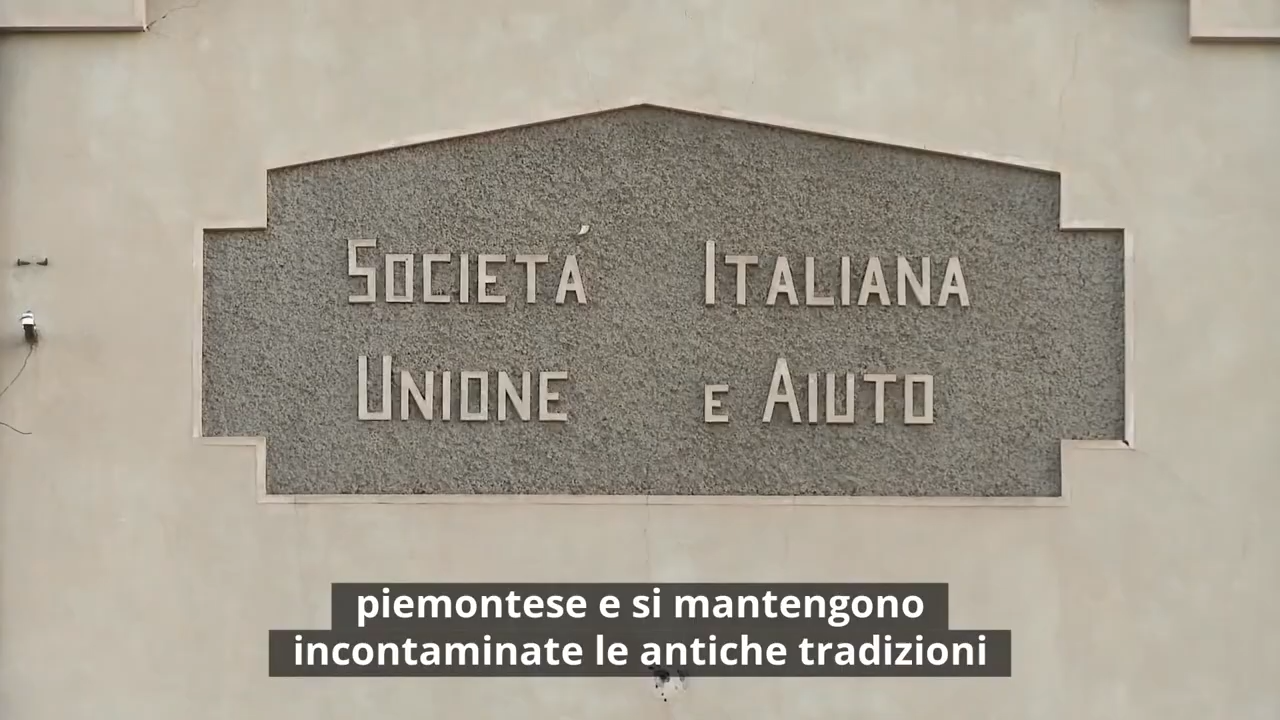 SOCIETÁ ITALIANA
UNIONE E AIUTO
piemontese e si mantengono
incontaminate le antiche tradizioni